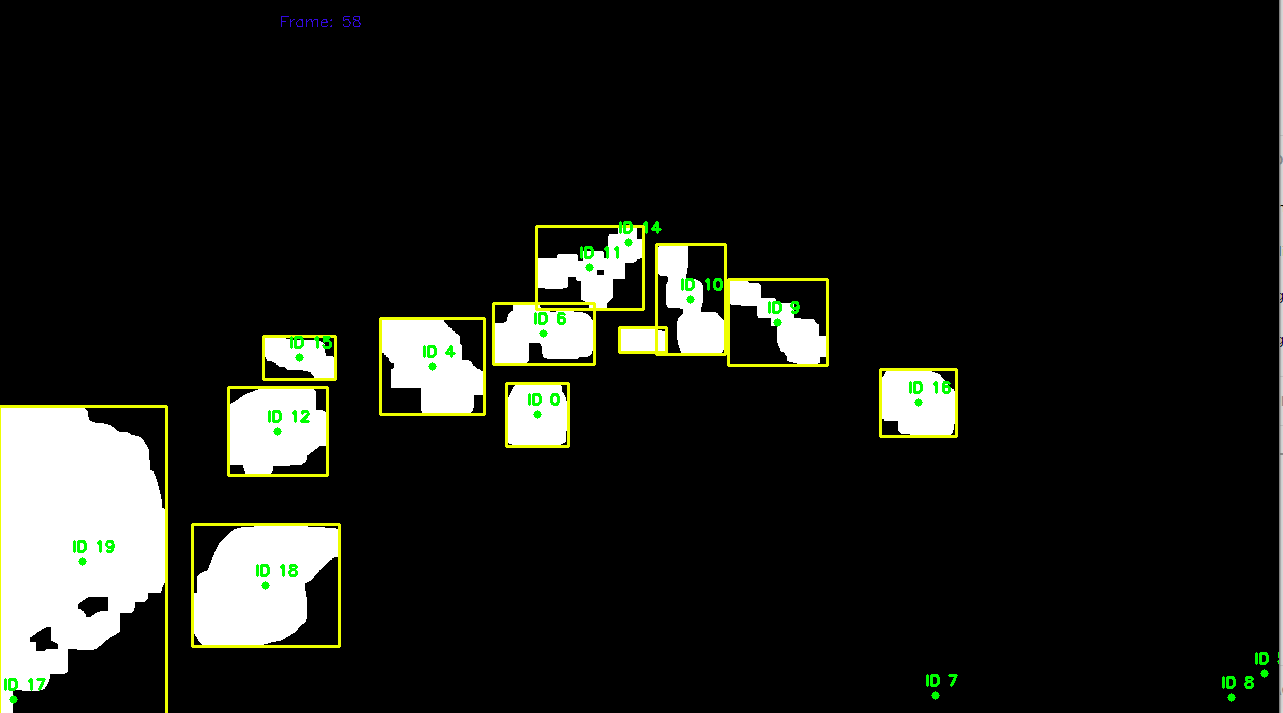 Frame: 58
ID 14
ID 11
ID 10
ID 9
ID 6
ID 15
ID 4
ID 16
ID 0
ID 12
ID 19
ID 18
ID
ID 17
ID 7
ID 8